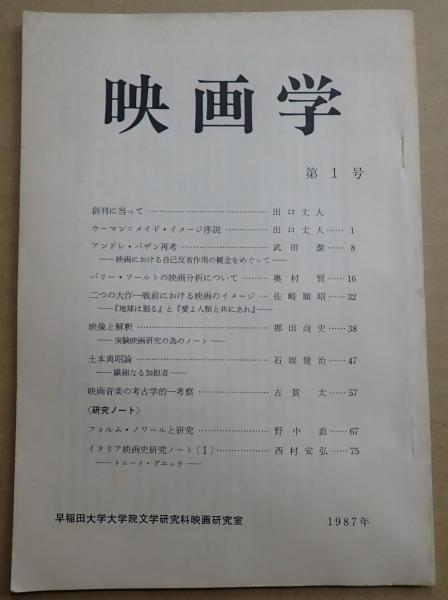 映画学
第 1 号
創刊に当って …………………………………… 出 口 丈 人
ウーマンニメイド・イメージ序説 ………… 出 口 丈 人 …… 1
アンドレ・バザン再考 ………………………… 武 田 潔 …… 8
── 映画における自己反省作用の概念をめぐって ──
バリー・ソールトの映画分析について ……… 奥 村 賢 ……16
二つの大作─戦前における映画のイメージ … 佐 崎 順 昭 ……32
──『地球は廻る』と『愛よ人類と共にあれ』──
映像と解釈 …………………………………… 那 田 尚 史 ……38
── 実験映画研究の為のノート ──
土本典昭論 …………………………………… 石 坂 健 治 ……47
── 繊細なる加担者 ──
映画音楽の考古学的一考察 ………………… 古 賀 太 ……57
〈研究ノート〉
フィルム・ノワールと研究 ………………… 野 中 直 ……67
イタリア映画史研究ノート〔I〕 …………… 西 村 安 弘 ……75
── トニーノ・グエッラ ──
早稲田大学大学院文学研究科映画研究室 1987年